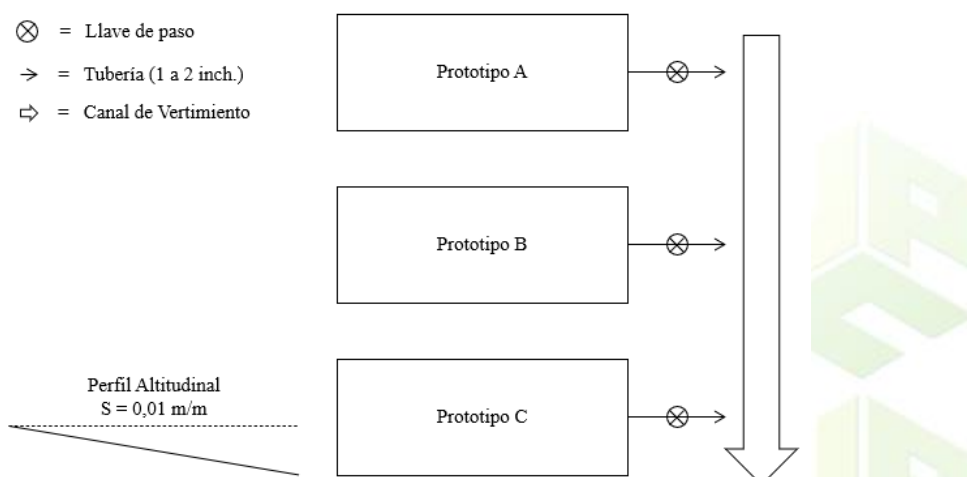 = Llave de paso
= Tubería (1 a 2 inch.)
= Canal de Vertimiento
Prototipo A
Prototipo B
Perfil Altitudinal
S = 0,01 m/m
Prototipo C